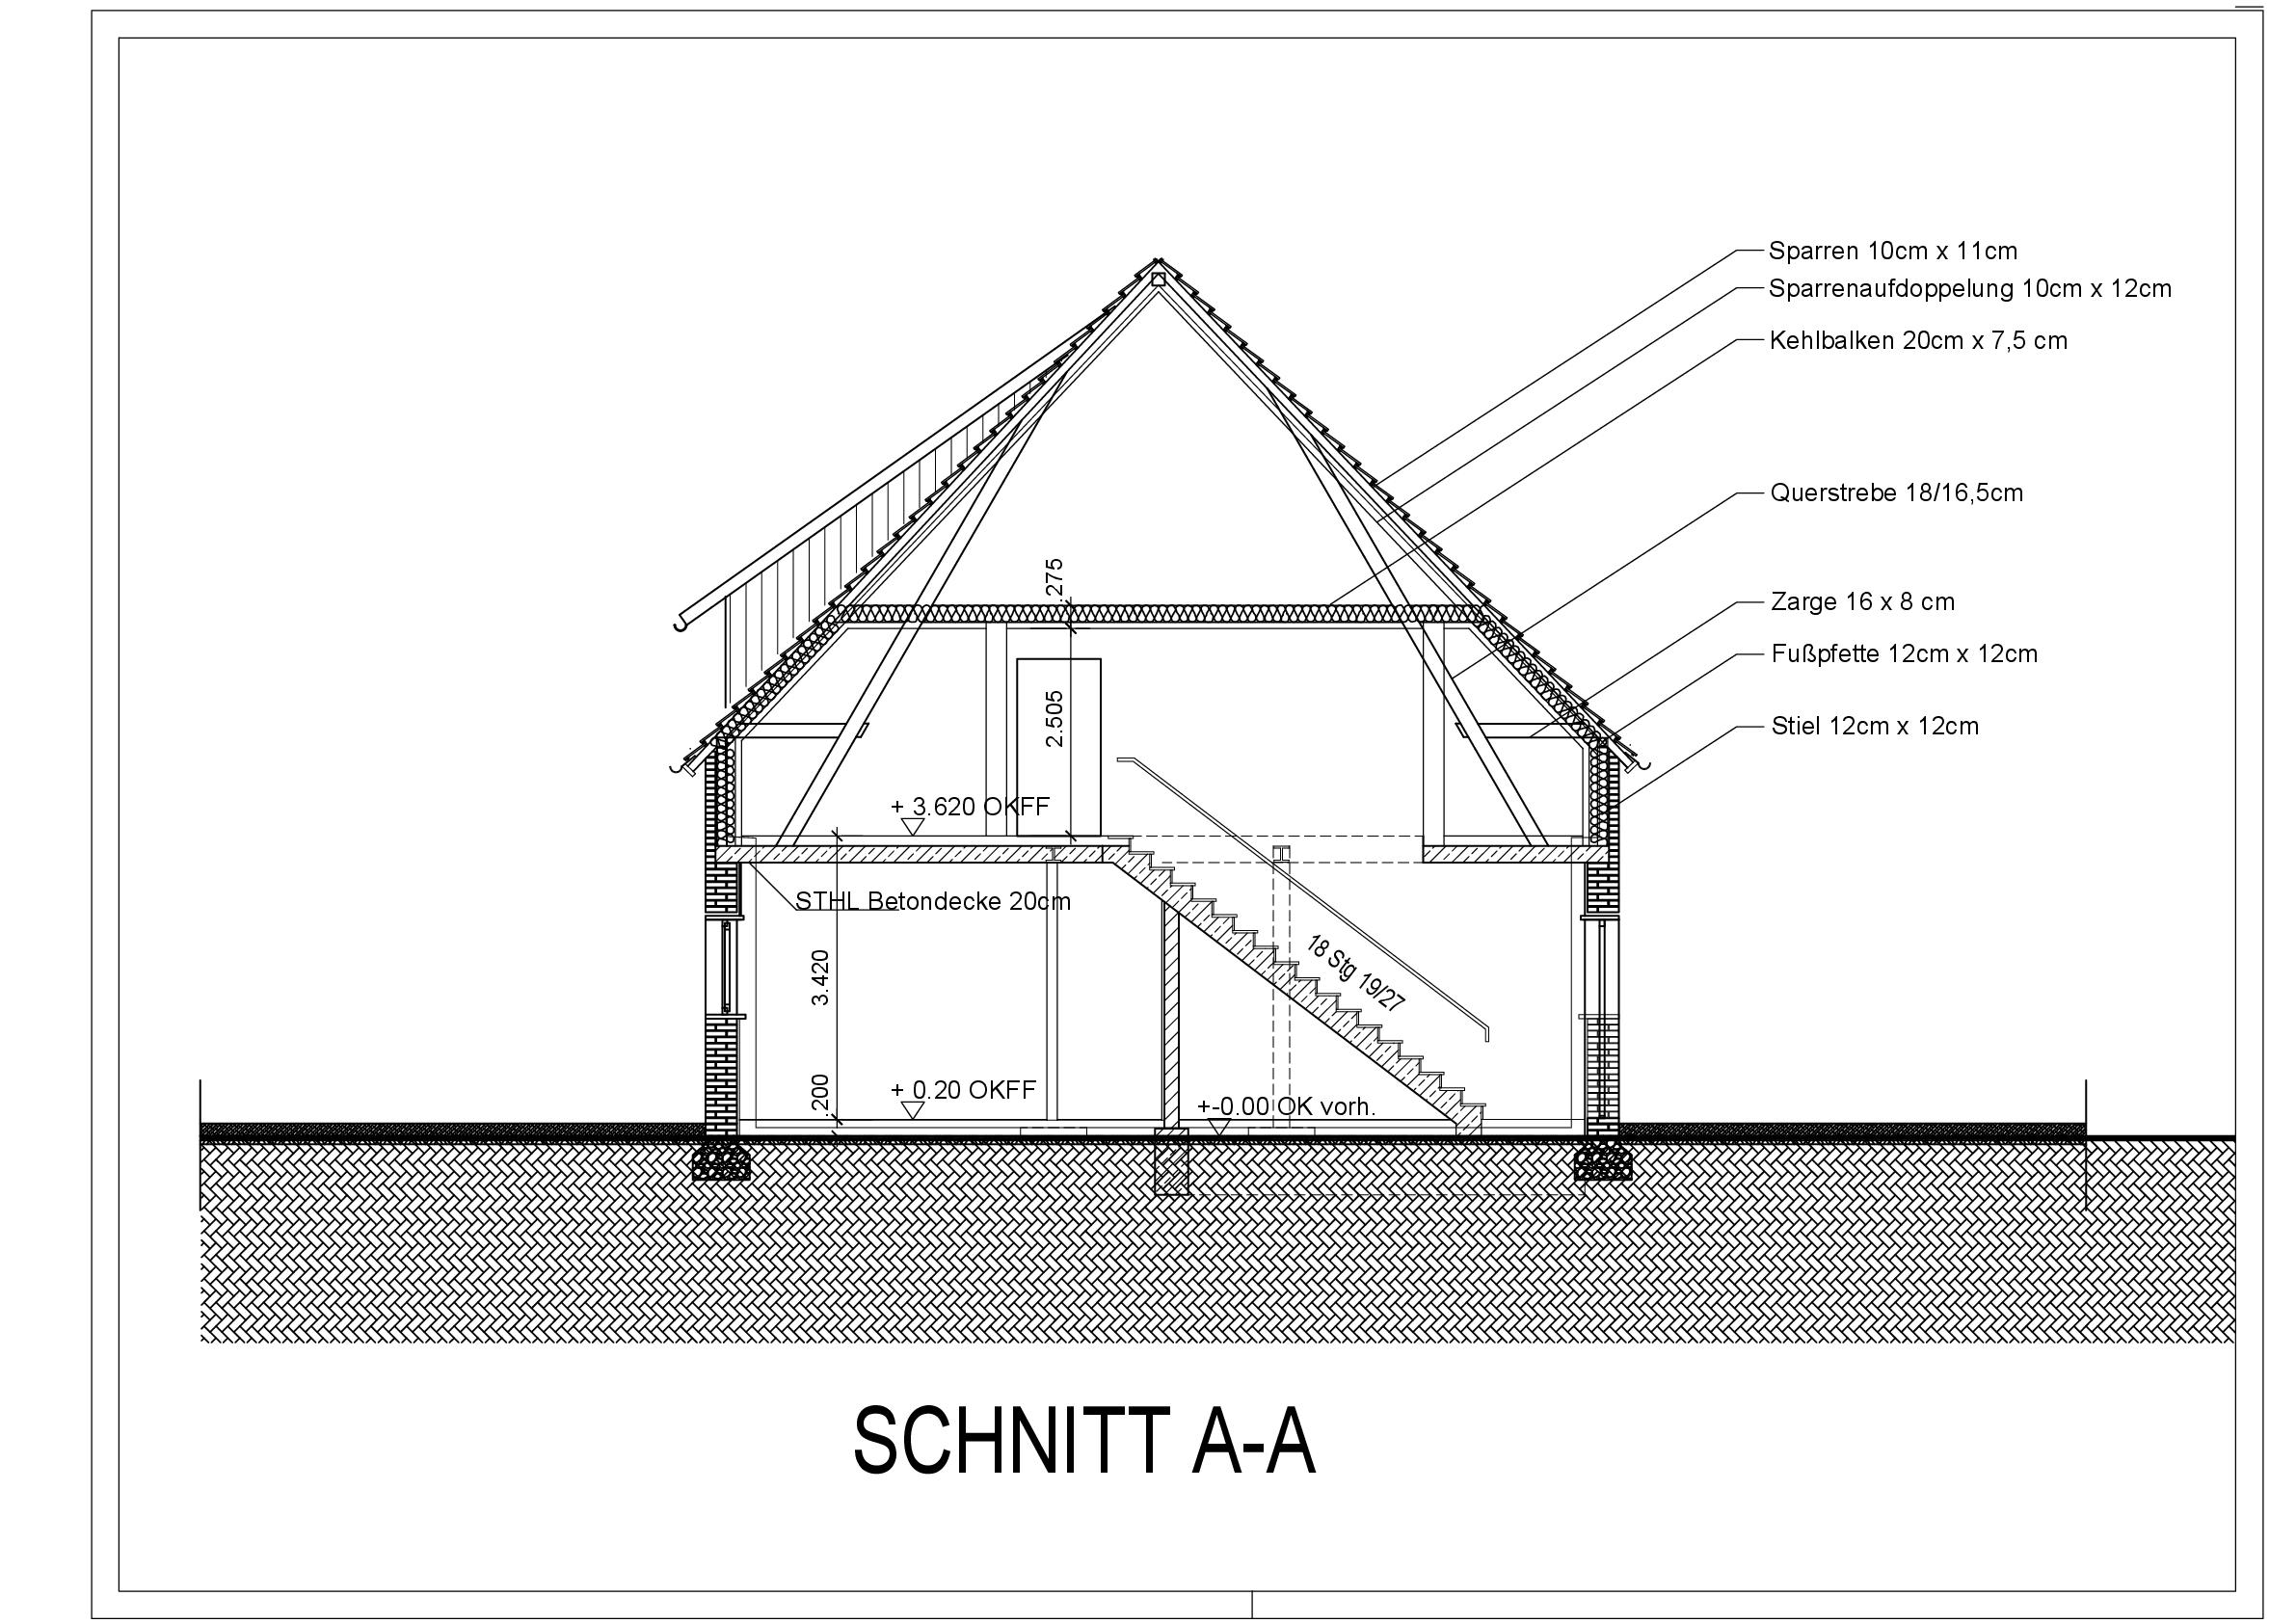 Sparren 10cm x 11cm
Sparrenaufdoppelung 10cm x 12cm
Kehlbalken 20cm x 7,5 cm
Querstrebe 18/16,5cm
.275
Zarge 16 x 8 cm
Fußpfette 12cm x 12cm
2.505
Stiel 12cm x 12cm
+ 3.620 OKFF
STHL Betondecke 20cm
18 Stg 19/27
3.420
+ 0.20 OKFF
.200
+-0.00 OK vorh.
SCHNITT A-A